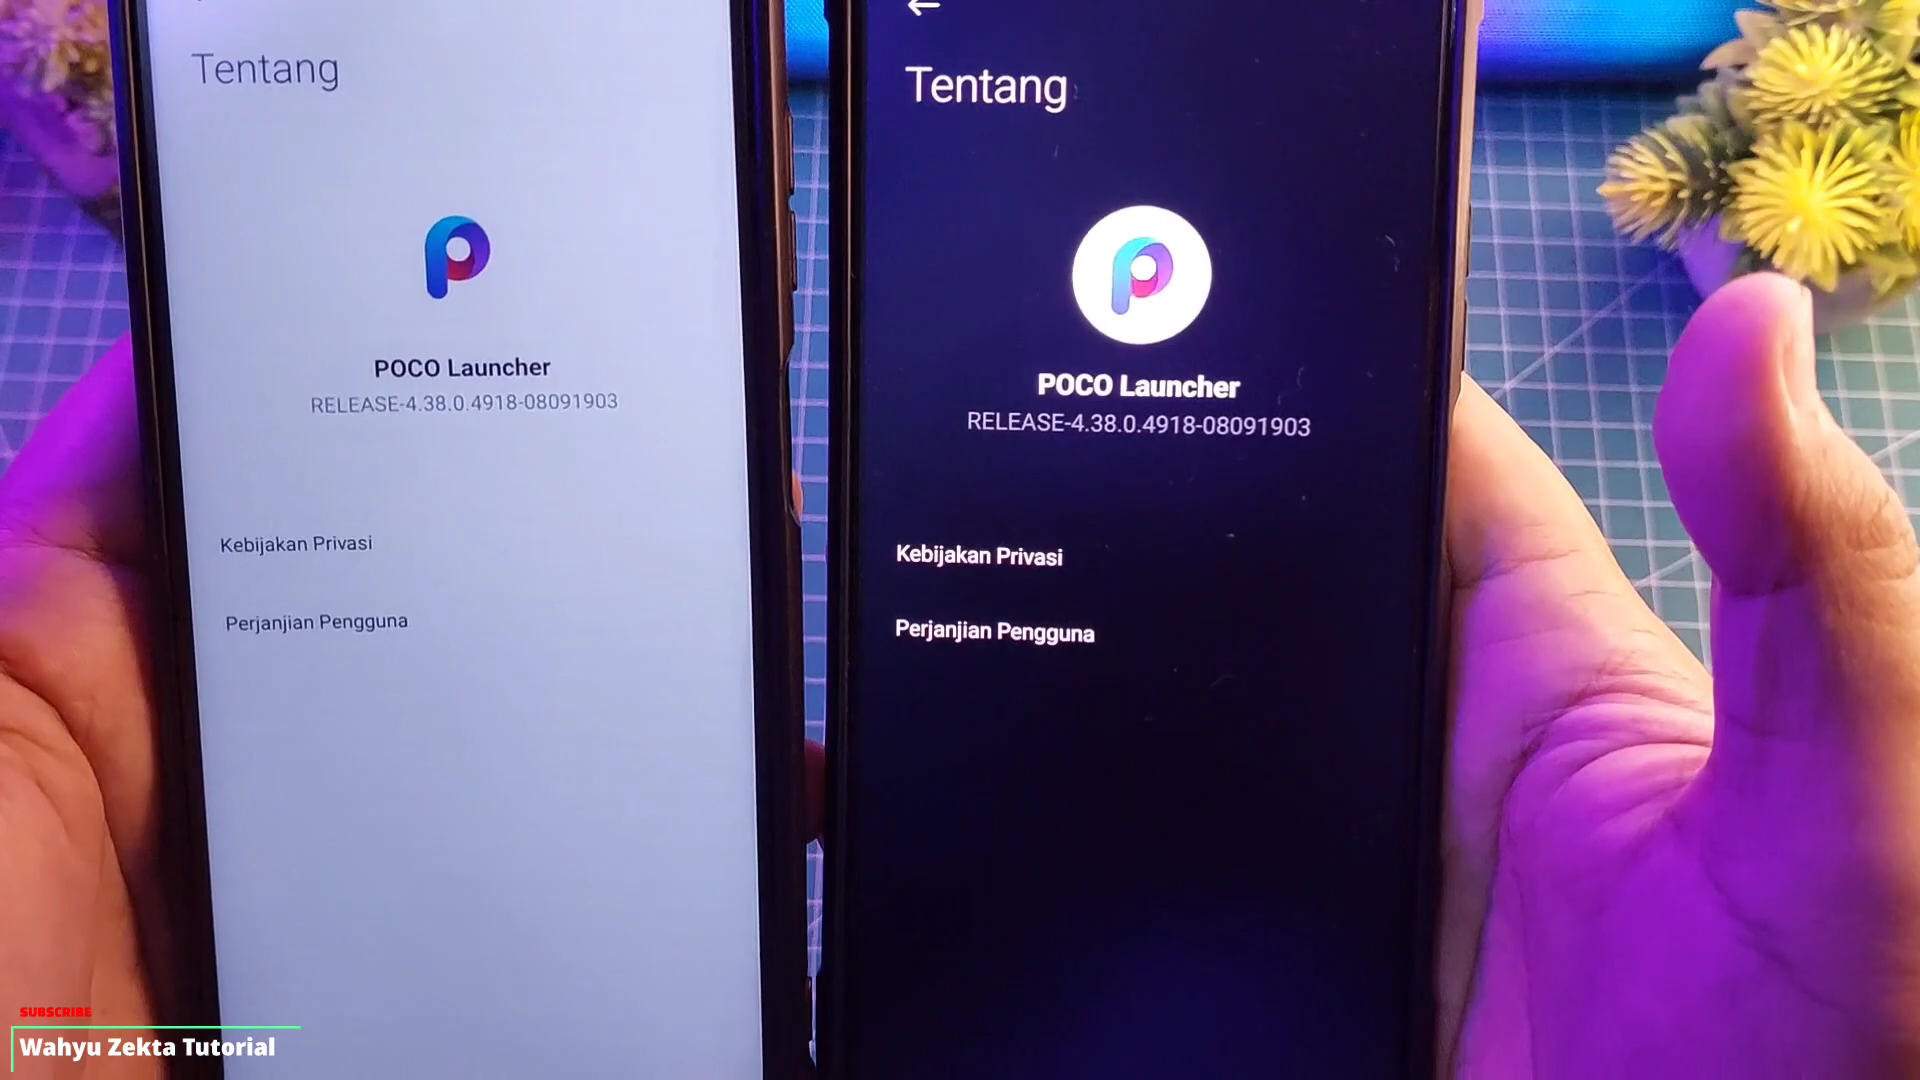 Tentang
POCO Launcher
RELEASE-4.38.0.4918-08091903
Kebijakan Privasi
Perjanjian Pengguna
Tentang
POCO Launcher
RELEASE-4.38.0.4918-08091903
Kebijakan Privasi
Perjanjian Pengguna
SUBSCRIBE
Wahyu Zekta Tutorial